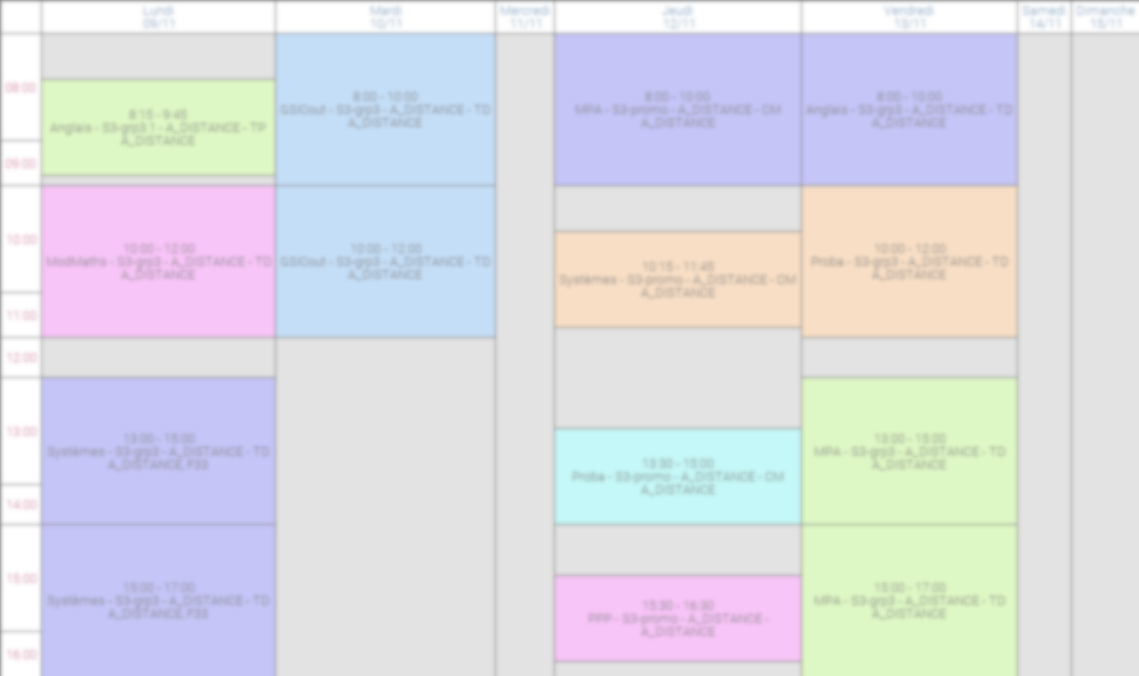 Lundi
09/11
Mardi
10/11
Mercredi
11/11
Jeudi
12/11
Vendredi
13/11
Samedi
14/11
Dimanche
15/11
08:00
09:00
10:00
11:00
12:00
13:00
14:00
15:00
16:00
8:15 - 9:45
Anglais - S3-grp3 1 - A_DISTANCE - TP
A_DISTANCE
10:00 - 12:00
ModMaths - S3-grp3 - A_DISTANCE - TD
A_DISTANCE
13:00 - 15:00
Systèmes - S3-grp3 - A_DISTANCE - TD
A_DISTANCE
15:00 - 17:00
Systèmes - S3-grp3 - A_DISTANCE - TD
A_DISTANCE
8:00 - 10:00
- S3-grp3 - A_DISTANCE - TD
A_DISTANCE
10:00 - 12:00
- S3-grp3 - A_DISTANCE - TD
A_DISTANCE
8:00 - 10:00
MPA - S3-promo - A_DISTANCE - CM
A_DISTANCE
10:15 - 11:45
Systèmes - S3-promo - A_DISTANCE - CM
A_DISTANCE
13:30 - 15:00
Proba - S3-promo - A_DISTANCE - CM
A_DISTANCE
15:30 - 16:30
PPP - S3-promo - A_DISTANCE -
A_DISTANCE
8:00 - 10:00
Anglais - S3-grp3 - A_DISTANCE - TD
A_DISTANCE
10:00 - 12:00
Proba - S3-grp3 - A_DISTANCE - TD
A_DISTANCE
13:00 - 15:00
MPA - S3-grp3 - A_DISTANCE - TD
A_DISTANCE
15:00 - 17:00
MPA - S3-grp3 - A_DISTANCE - TD
A_DISTANCE